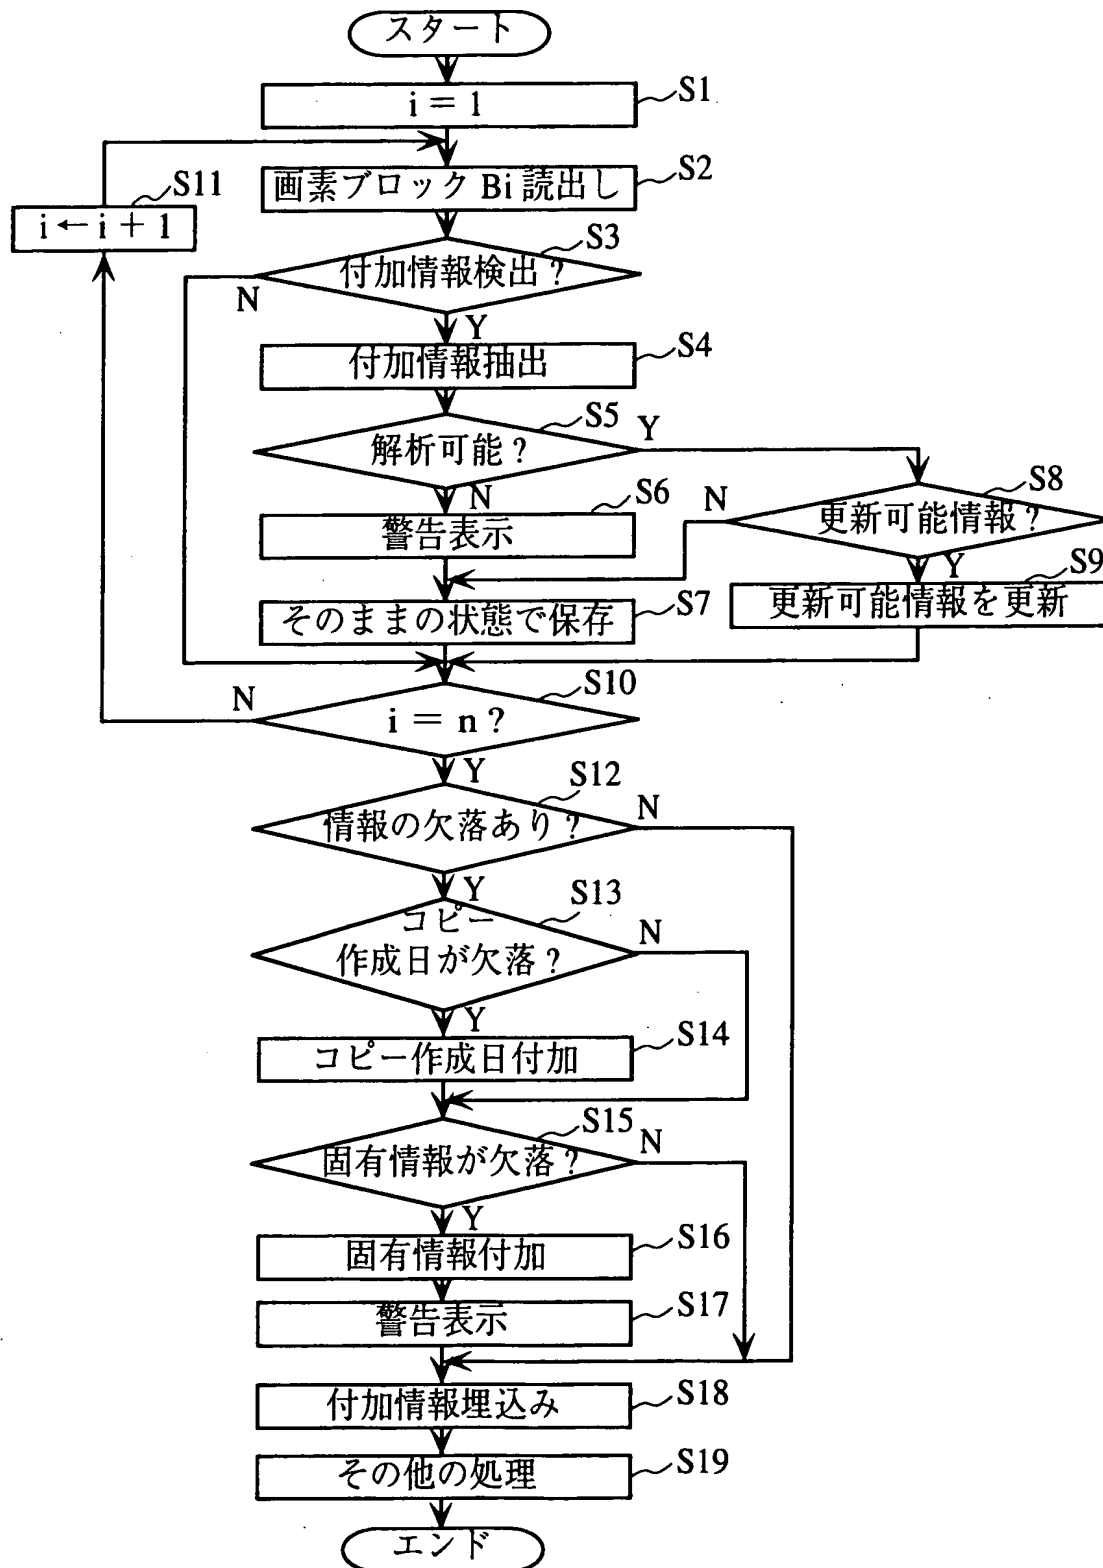 スタート
i = 1
S1
S11
i ← i + 1
画素ブロック Bi 読出し
S2
付加情報検出?
S3
N
Y
付加情報抽出
S4
解析可能?
S5
Y
N
警告表示
S6
更新可能情報?
S8
N
Y
更新可能情報を更新
S9
そのままの状態で保存
S7
i = n ?
S10
N
Y
情報の欠落あり?
S12
N
Y
コピー
作成日が欠落?
S13
N
Y
コピー作成日付加
S14
固有情報が欠落?
S15
N
Y
固有情報付加
S16
警告表示
S17
付加情報埋込み
S18
その他の処理
S19
エンド